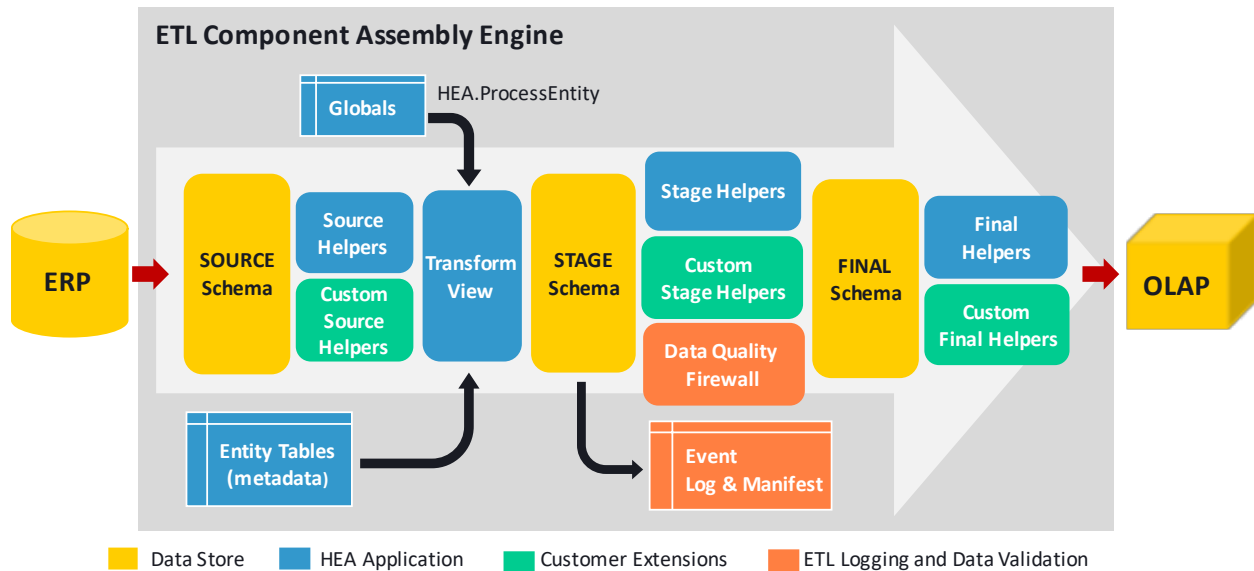 ETL Component Assembly Engine
Globals
HEA.ProcessEntity
ERP
SOURCE
Schema
Source
Helpers
Custom
Source
Helpers
Transform
View
STAGE
Schema
Stage Helpers
Custom
Stage Helpers
Data Quality
Firewall
FINAL
Schema
Final
Helpers
Custom
Final Helpers
OLAP
Entity Tables
(metadata)
Event
Log & Manifest
Data Store
HEA Application
Customer Extensions
ETL Logging and Data Validation